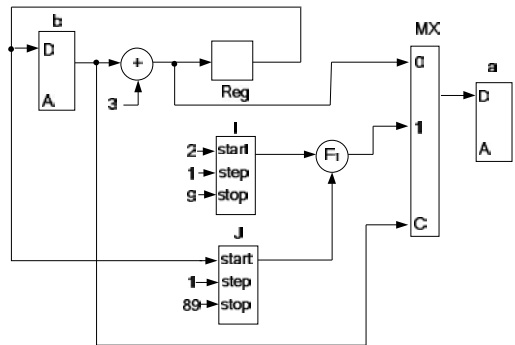 b
MX
D
A
+
3
Reg
0
1
C
a
D
A
I
2
start
1
step
9
stop
F₁
J
start
1
step
89
stop